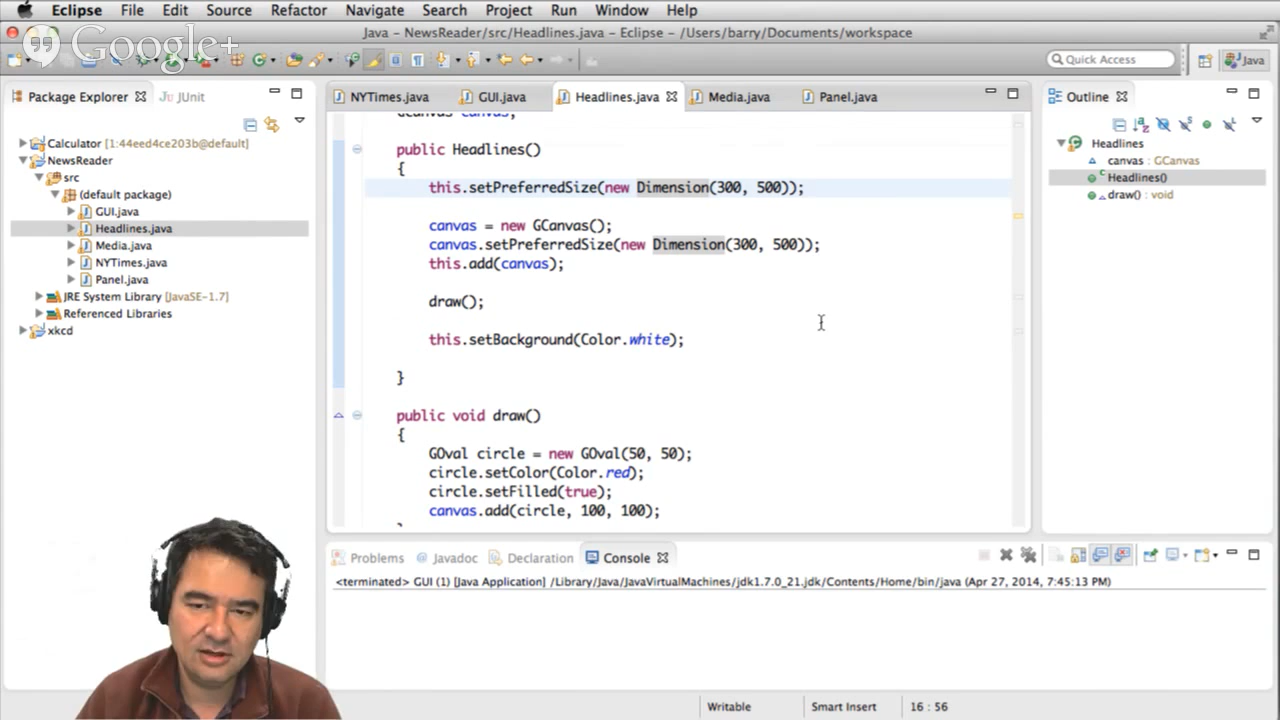 Eclipse File Edit Source Refactor Navigate Search Project Run Window Help
Google+
Java - NewsReader/src/Headlines.java - Eclipse - /Users/barry/Documents/workspace
Quick Access
Java
Package Explorer
JUnit
Calculator [1:44eed4ce203b@default]
NewsReader
src
(default package)
GUI.java
Headlines.java
Media.java
NYTimes.java
Panel.java
JRE System Library [JavaSE-1.7]
Referenced Libraries
xkcd
NYTimes.java GUI.java Headlines.java Media.java Panel.java
GCanvas canvas;
public Headlines()
{
this.setPreferredSize(new Dimension(300, 500));
canvas = new GCanvas();
canvas.setPreferredSize(new Dimension(300, 500));
this.add(canvas);
draw();
this.setBackground(Color.white);
}
public void draw()
{
GOval circle = new GOval(50, 50);
circle.setColor(Color.red);
circle.setFilled(true);
canvas.add(circle, 100, 100);
Outline
Headlines
canvas : GCanvas
Headlines()
draw() : void
Problems @ Javadoc Declaration Console
<terminated> GUI (1) [Java Application] /Library/Java/JavaVirtualMachines/jdk1.7.0_21.jdk/Contents/Home/bin/java (Apr 27, 2014, 7:45:13 PM)
Writable Smart Insert 16 : 56